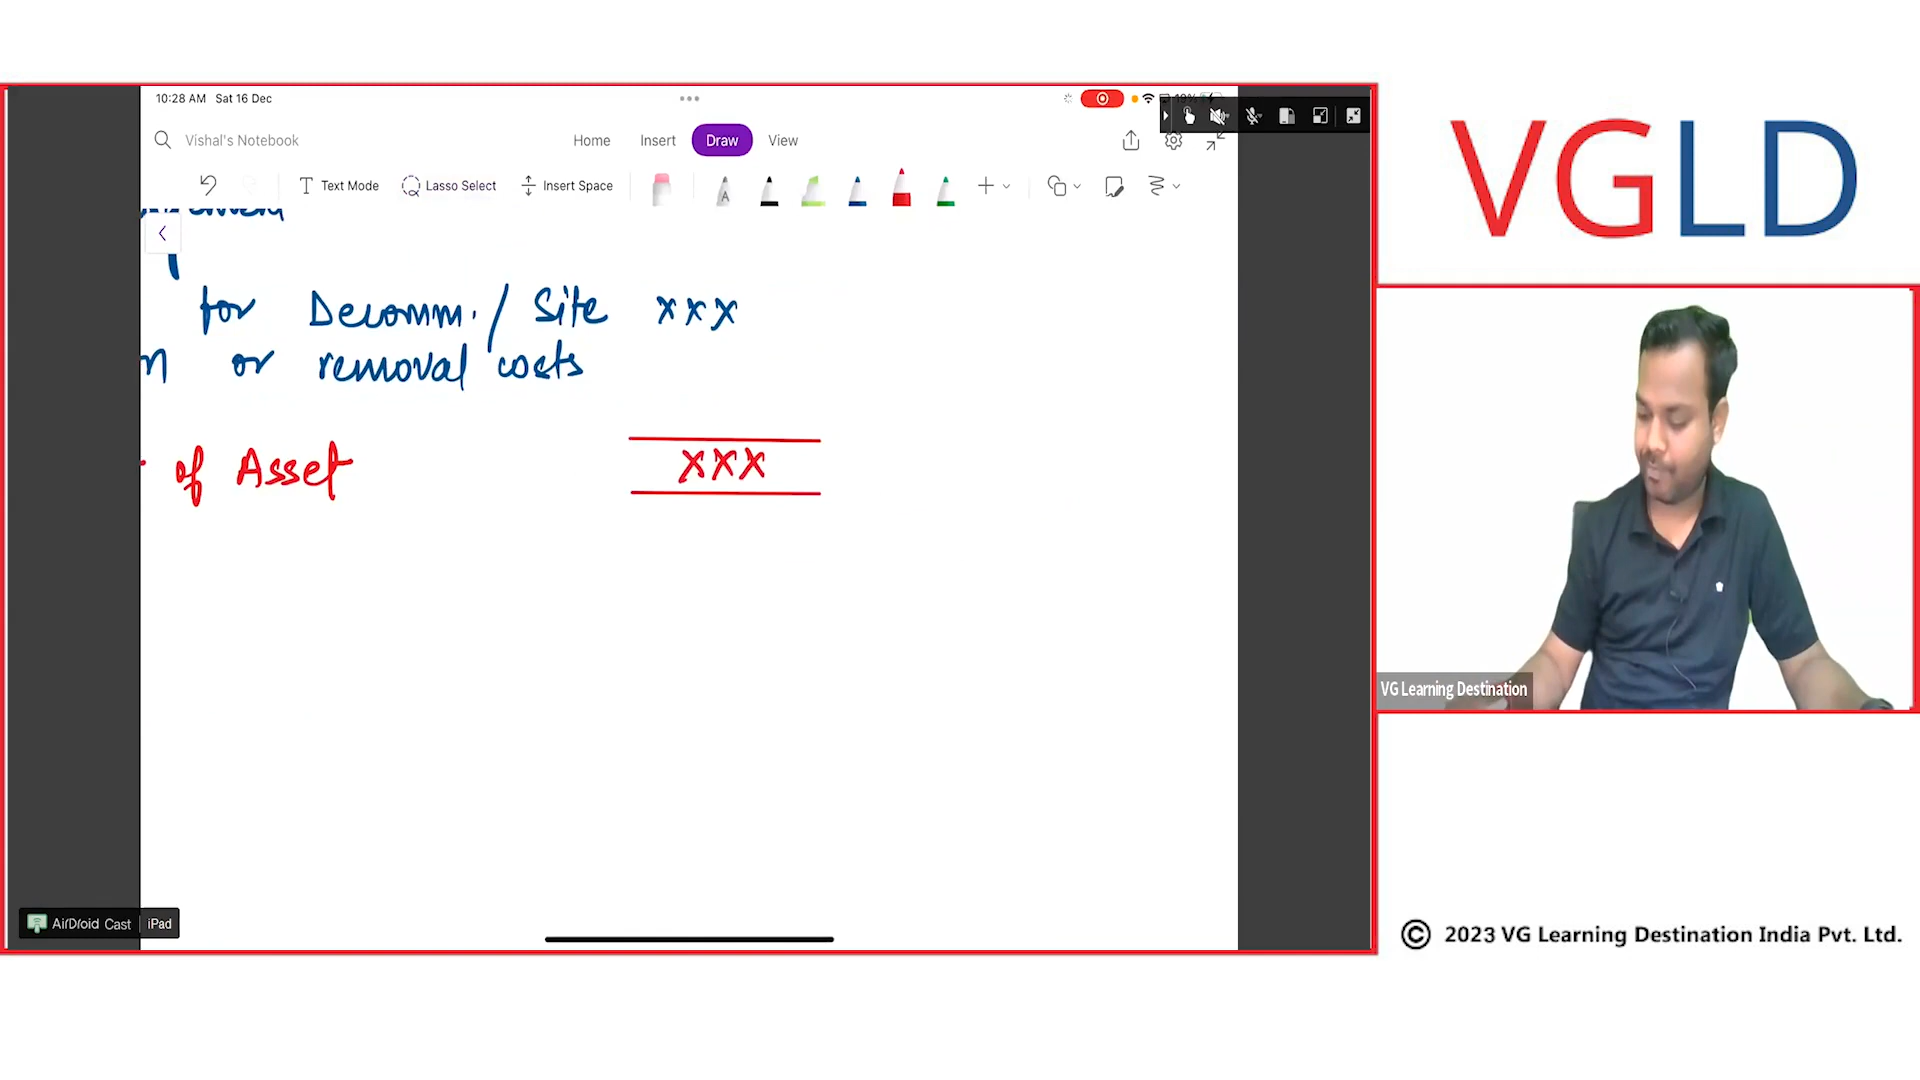 10:28 AM Sat 16 Dec
19%
Vishal's Notebook
Home Insert Draw View
Text Mode Lasso Select Insert Space
A
for Decomm. / Site xxx
or removal costs
of Asset xxx
AirDroid Cast iPad
VGLD
VG Learning Destination
© 2023 VG Learning Destination India Pvt. Ltd.